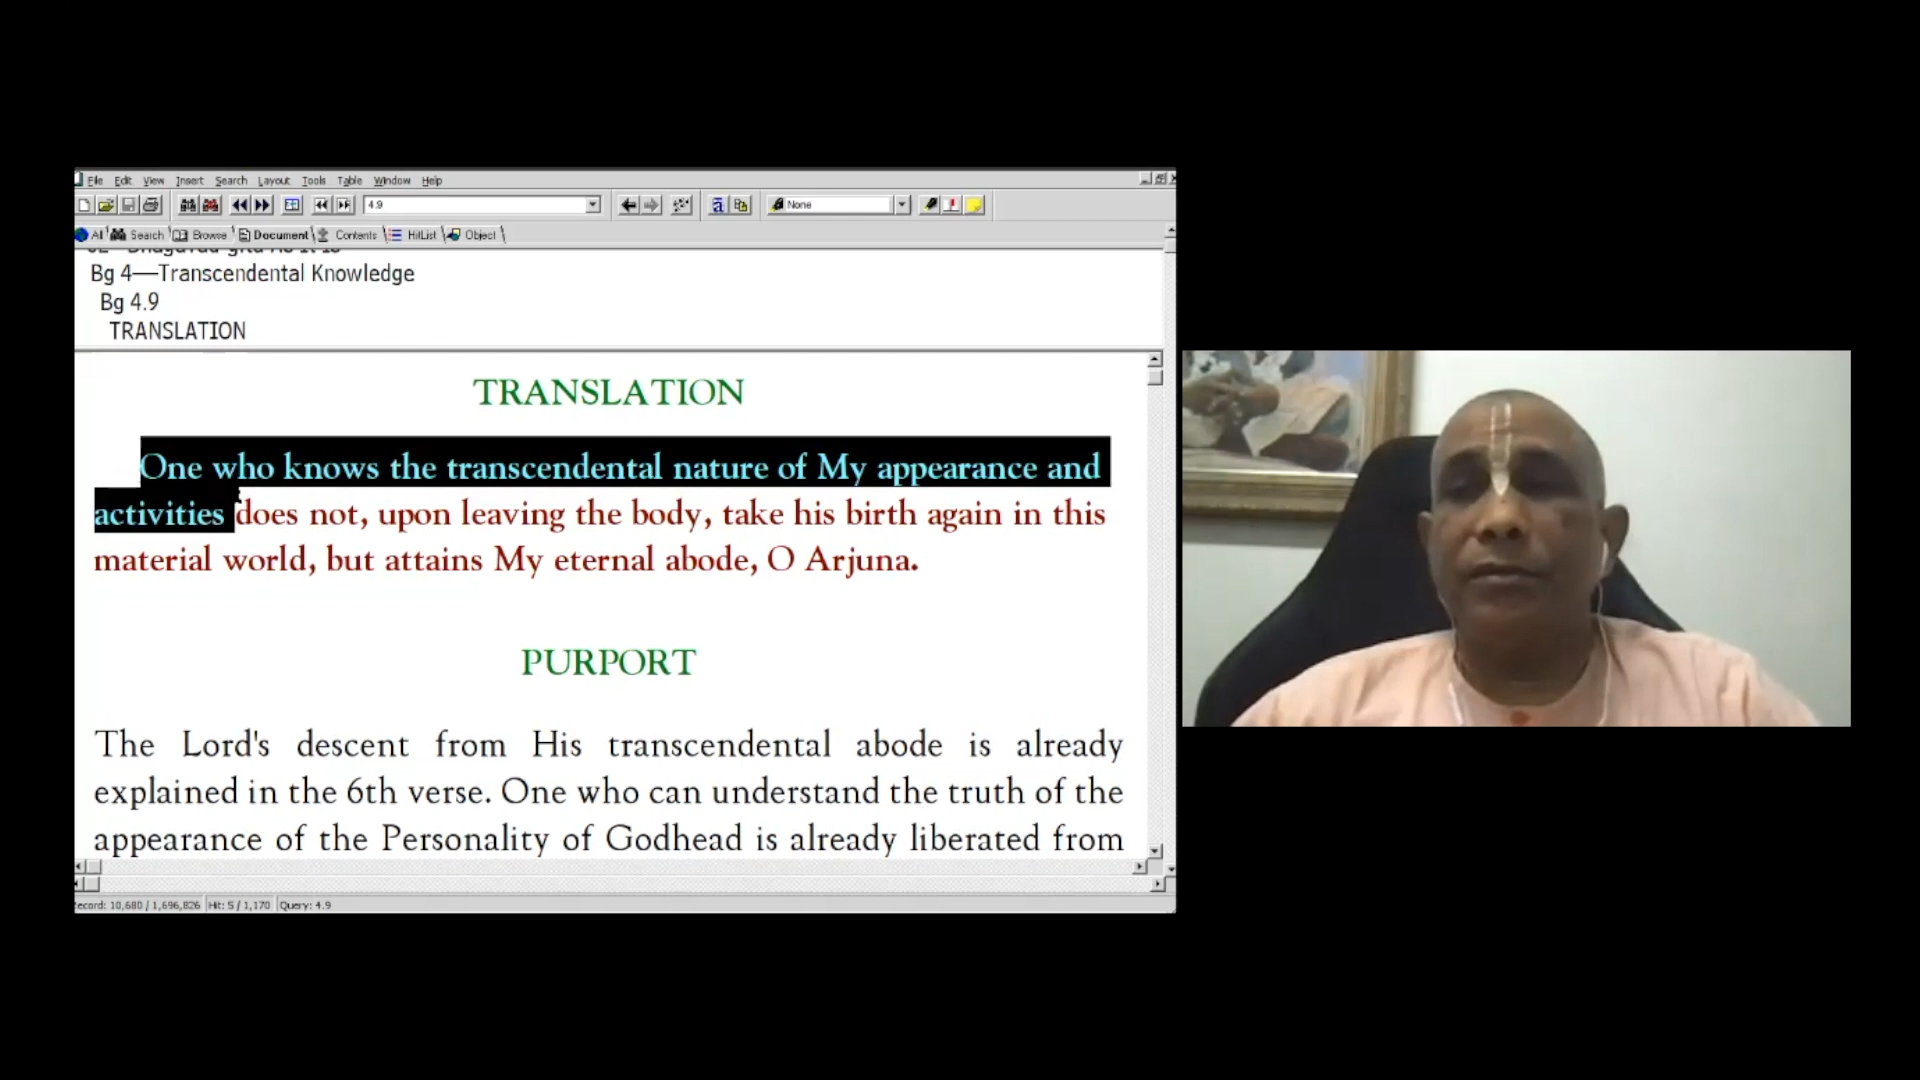 File Edit View Insert Search Layout Tools Table Window Help
4.9 None
All Search Browse Document Contents HitList Object
Bg 4—Transcendental Knowledge
Bg 4.9
TRANSLATION
TRANSLATION
One who knows the transcendental nature of My appearance and
activities does not, upon leaving the body, take his birth again in this
material world, but attains My eternal abode, O Arjuna.
PURPORT
The Lord's descent from His transcendental abode is already
explained in the 6th verse. One who can understand the truth of the
appearance of the Personality of Godhead is already liberated from
Record: 10,680 / 1,696,826 Hit: 5 / 1,170 Query: 4.9